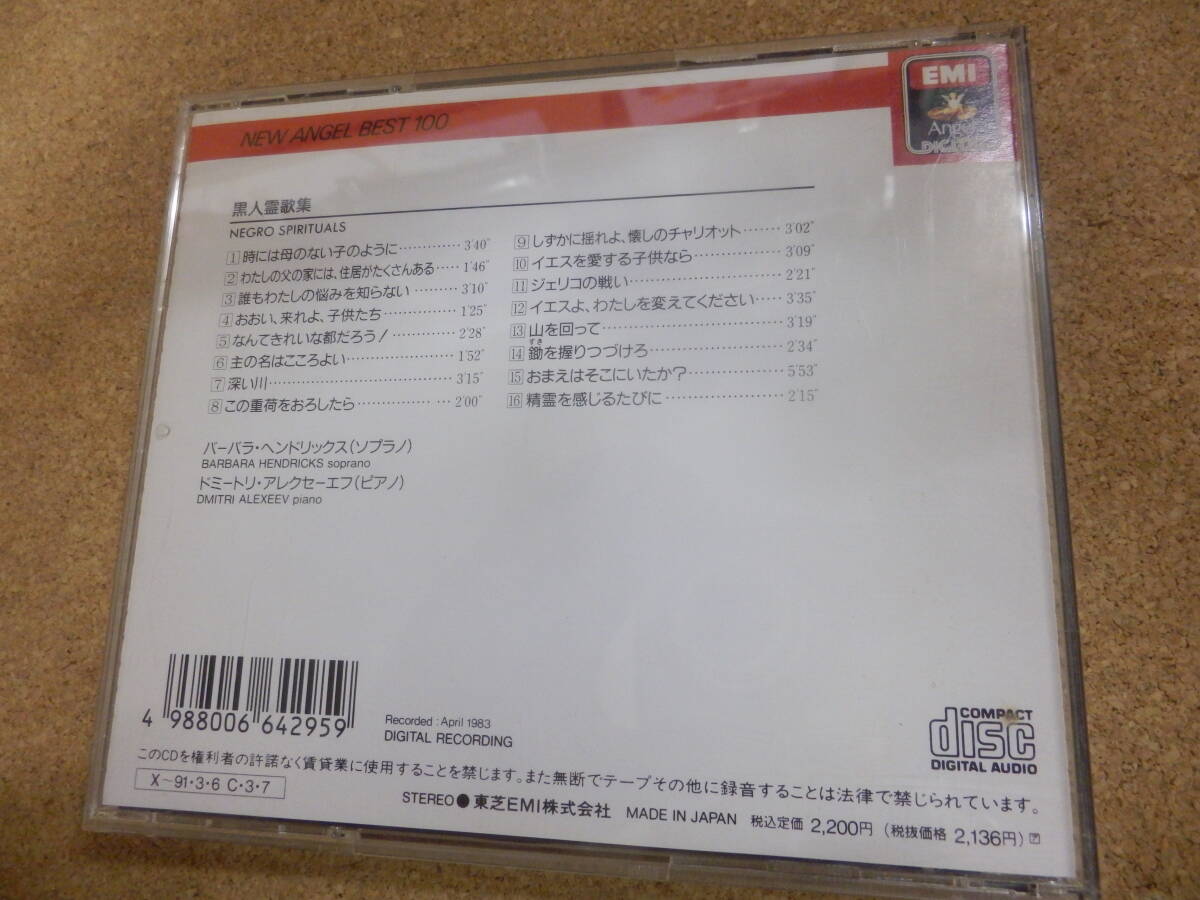 NEW ANGEL BEST 100
EMI
Angel
DIGITAL
黒人霊歌集
NEGRO SPIRITUALS
1 時には母のない子のように………… 3'40"
2 わたしの父の家には、住居がたくさんある…… 1'46"
3 誰もわたしの悩みを知らない ……… 3'10"
4 おおい、来れよ、子供たち ………… 1'25"
5 なんてきれいな都だろう! ………… 2'28"
6 主の名はこころよい………………… 1'52"
7 深い川……………………………… 3'15"
8 この重荷をおろしたら……………… 2'00"
9 しずかに揺れよ、懐しのチャリオット…… 3'02"
10 イエスを愛する子供なら………… 3'09"
11 ジェリコの戦い…………………… 2'21"
12 イエスよ、わたしを変えてください…… 3'35"
13 山を回って………………………… 3'19"
すき
14 鋤を握りつづけろ………………… 2'34"
15 おまえはそこにいたか?………… 5'53"
16 精霊を感じるたびに ……………… 2'15"
バーバラ・ヘンドリックス(ソプラノ)
BARBARA HENDRICKS soprano
ドミートリ・アレクセーエフ(ピアノ)
DMITRI ALEXEEV piano
4 988006 642959
Recorded : April 1983
DIGITAL RECORDING
COMPACT
disc
DIGITAL AUDIO
このCDを権利者の許諾なく賃貸業に使用することを禁じます。また無断でテープその他に録音することは法律で禁じられています。
X〜91・3・6 C・3・7
STEREO ● 東芝EMI株式会社 MADE IN JAPAN 税込定価 2,200円 (税抜価格 2,136円) ア